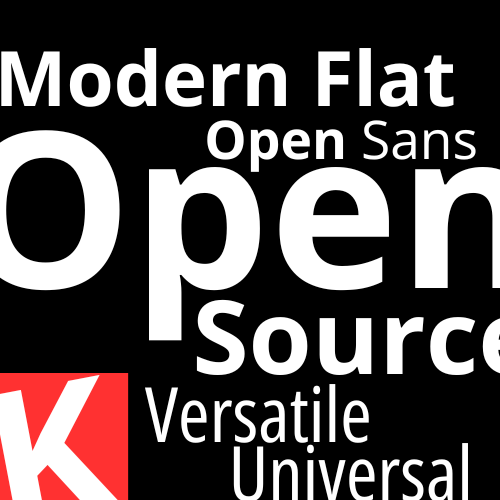 Modern Flat
Open Sans
Open
Source
K
Versatile
Universal